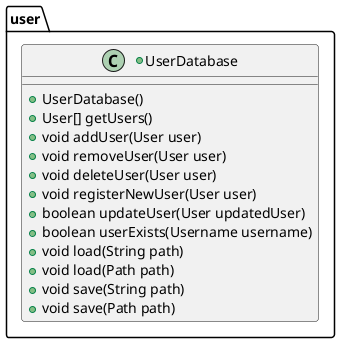 user
C UserDatabase
UserDatabase()
User[] getUsers()
void addUser(User user)
void removeUser(User user)
void deleteUser(User user)
void registerNewUser(User user)
boolean updateUser(User updatedUser)
boolean userExists(Username username)
void load(String path)
void load(Path path)
void save(String path)
void save(Path path)